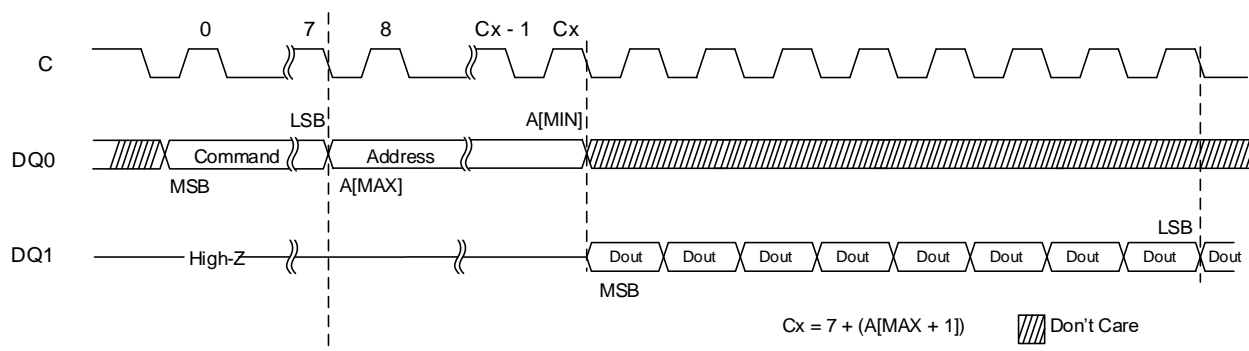 0 7 8 Cx - 1 Cx
C
LSB A[MIN]
DQ0 Command Address
MSB A[MAX]
LSB
DQ1 High-Z Dout Dout Dout Dout Dout Dout Dout Dout Dout
MSB
Cx = 7 + (A[MAX + 1]) Don't Care